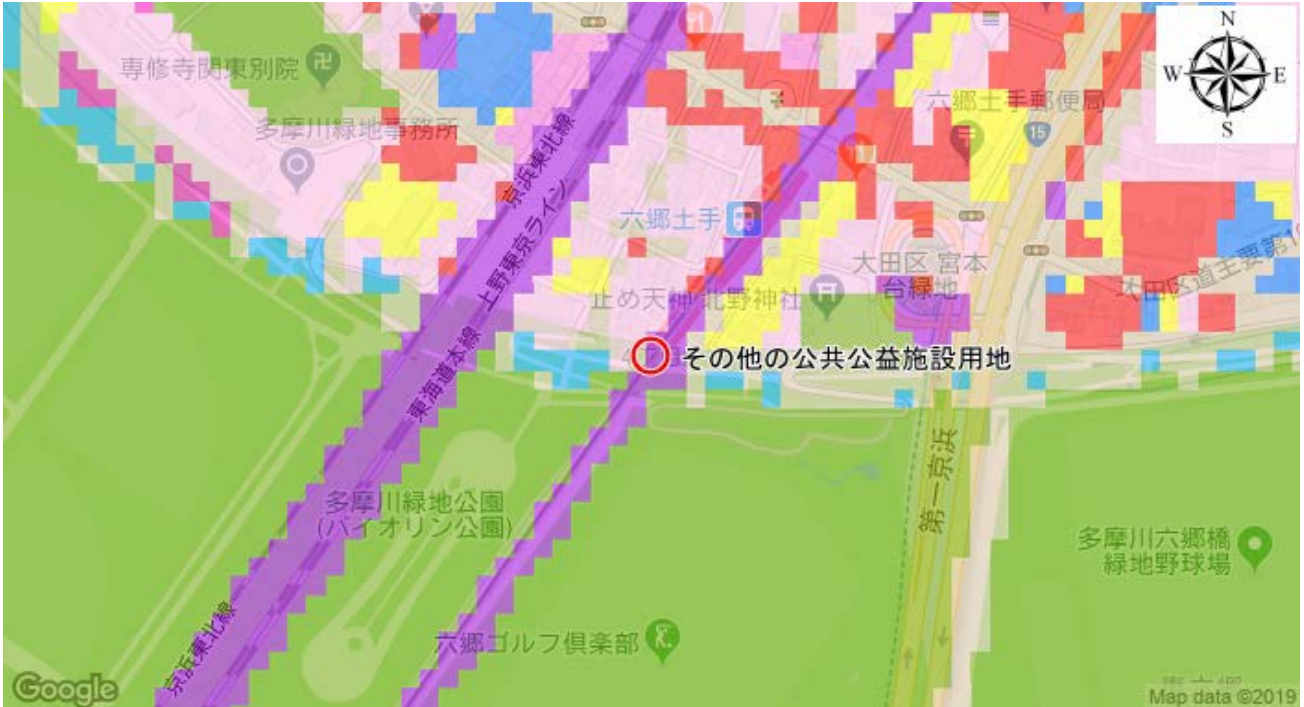 N
W E
S
専修寺関東別院
多摩川緑地事務所
六郷土手郵便局
15
京浜東北線
上野東京ライン
六郷土手
大田区 宮本
台緑地
大田区道主要第1
止め天神 北野神社
その他の公共公益施設用地
東海道本線
第一京浜
多摩川緑地公園
(バイオリン公園)
多摩川六郷橋
緑地野球場
京浜東北線
六郷ゴルフ倶楽部
Google
Map data ©2019